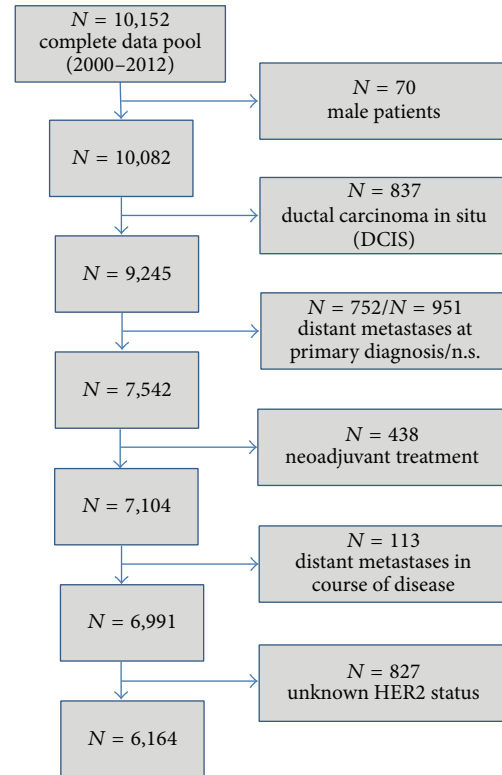 N = 10,152
complete data pool
(2000–2012)
N = 70
male patients
N = 10,082
N = 837
ductal carcinoma in situ
(DCIS)
N = 9,245
N = 752/N = 951
distant metastases at
primary diagnosis/n.s.
N = 7,542
N = 438
neoadjuvant treatment
N = 7,104
N = 113
distant metastases in
course of disease
N = 6,991
N = 827
unknown HER2 status
N = 6,164